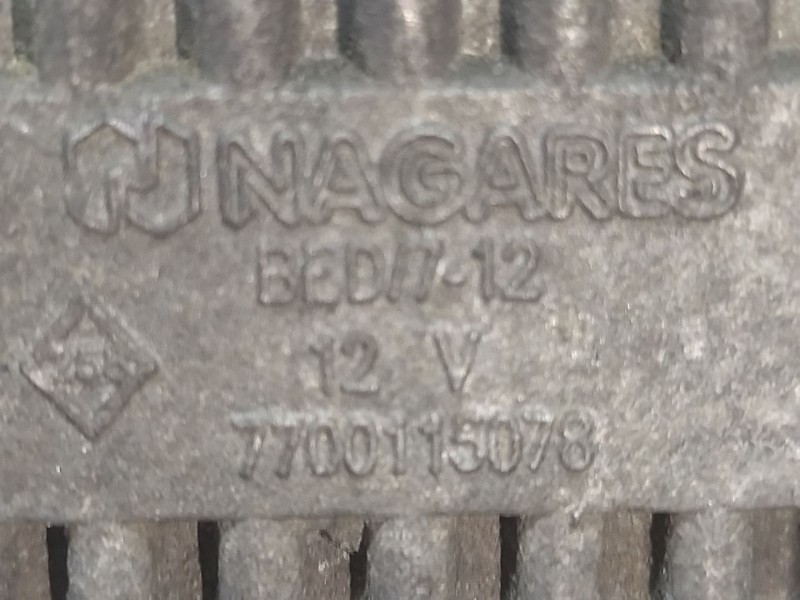 NAGARES
BED/7-12
12 V
7700115078